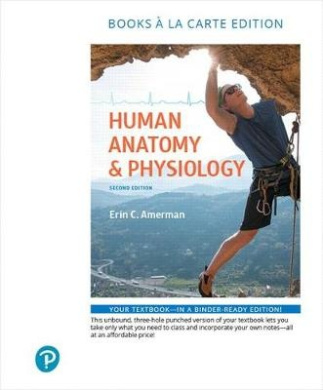 BOOKS À LA CARTE EDITION
HUMAN
ANATOMY
& PHYSIOLOGY
SECOND EDITION
Erin C. Amerman
YOUR TEXTBOOK—IN A BINDER-READY EDITION!
This unbound, three-hole punched version of your textbook lets you
take only what you need to class and incorporate your own notes—all
at an affordable price!
P